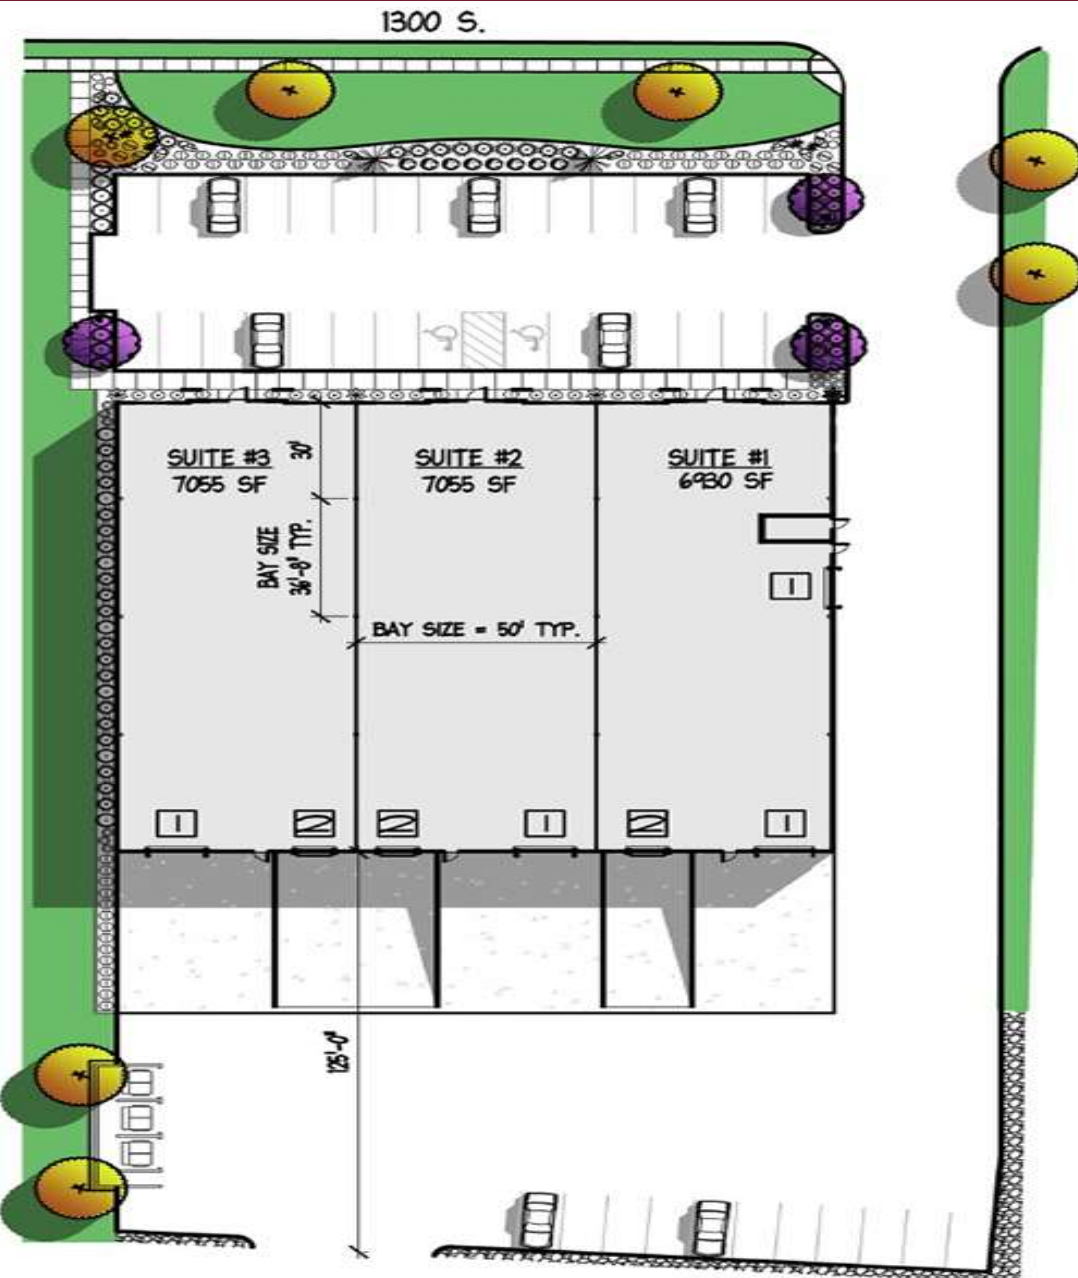 1300 S.
SUITE #3
7055 SF
30'
SUITE #2
7055 SF
SUITE #1
6930 SF
BAY SIZE
36'-8" TYP.
1
BAY SIZE = 50' TYP.
1
2
2
1
2
1
125'-0"